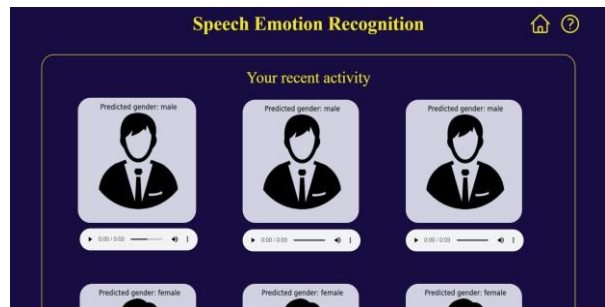 Speech Emotion Recognition
?
Your recent activity
Predicted gender: male
Predicted gender: male
Predicted gender: male
0:00 / 0:03
0:00 / 0:03
0:00 / 0:03
Predicted gender: female
Predicted gender: female
Predicted gender: female